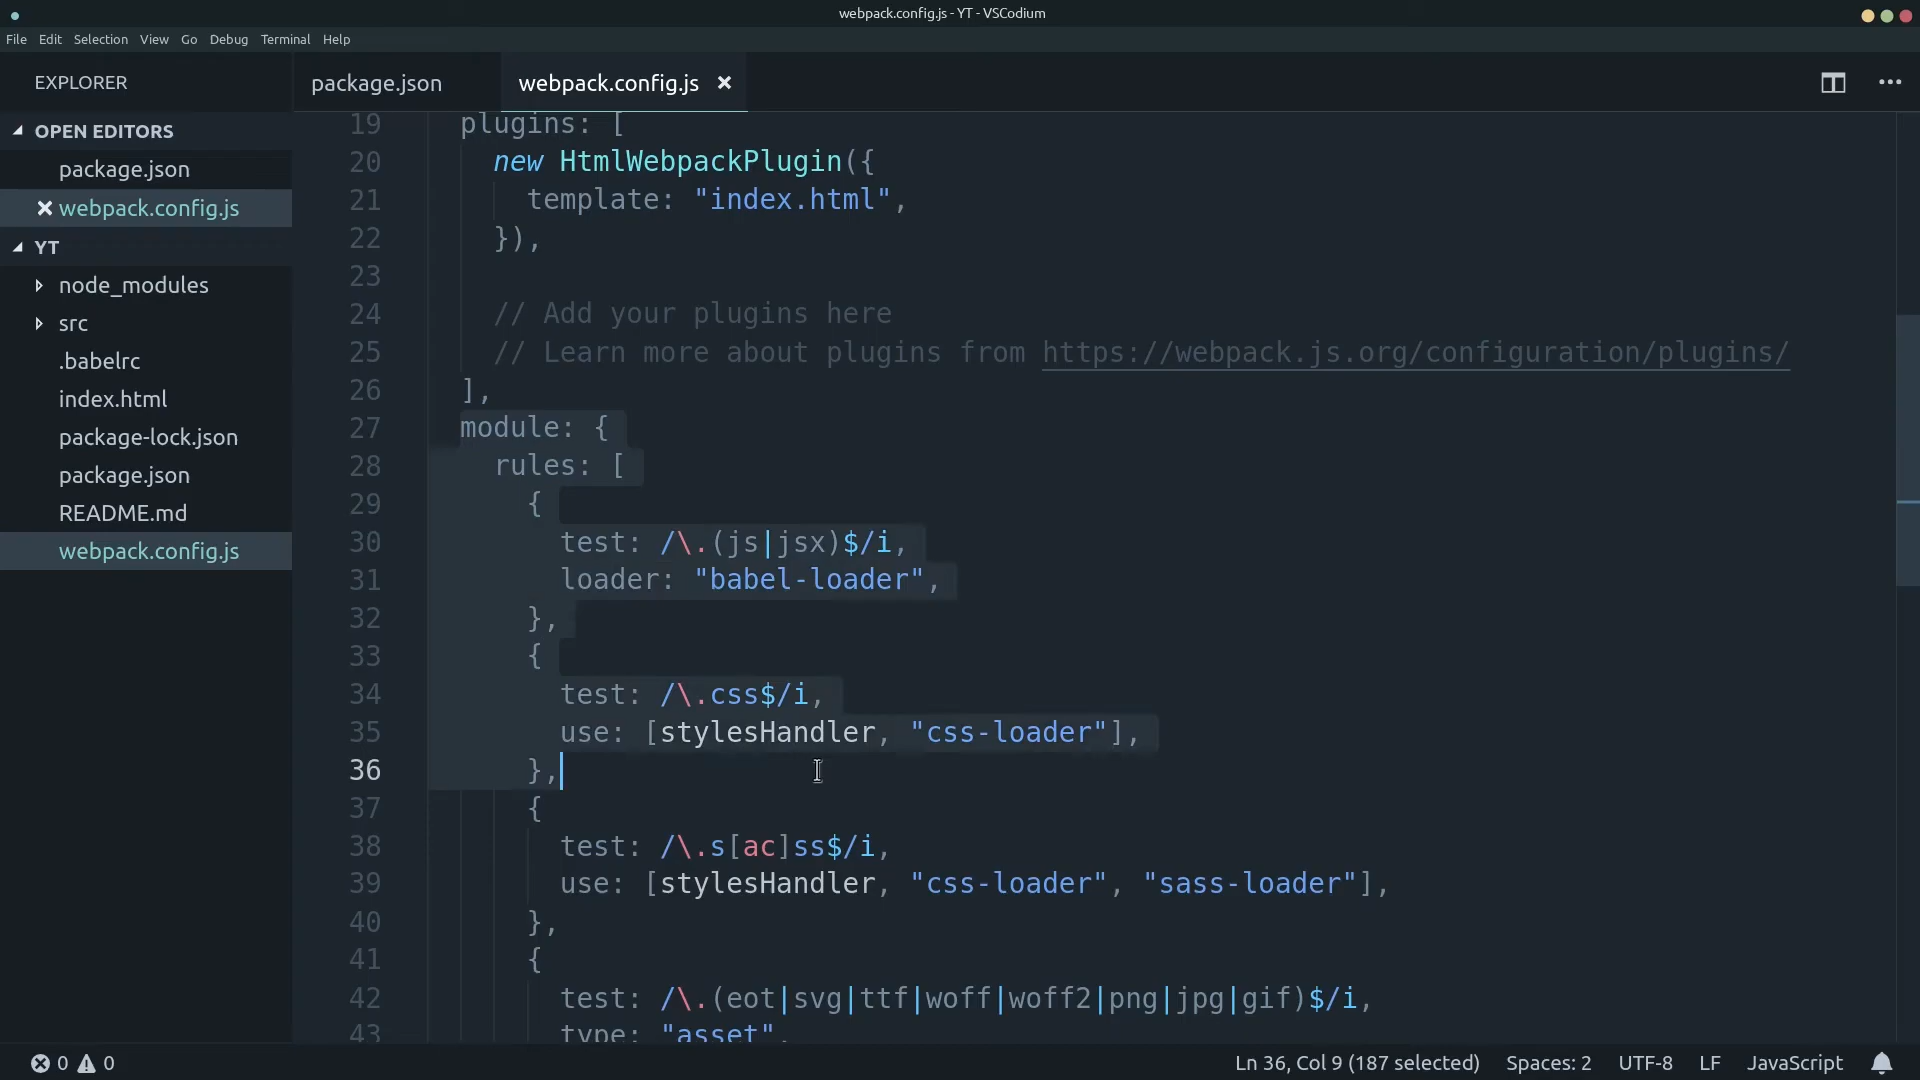 webpack.config.js - YT - VSCodium
File Edit Selection View Go Debug Terminal Help
EXPLORER
OPEN EDITORS
package.json
webpack.config.js
YT
node_modules
src
.babelrc
index.html
package-lock.json
package.json
README.md
webpack.config.js
package.json webpack.config.js
19 plugins: [
20 new HtmlWebpackPlugin({
21 template: "index.html",
22 }),
23
24 // Add your plugins here
25 // Learn more about plugins from https://webpack.js.org/configuration/plugins/
26 ],
27 module: {
28 rules: [
29 {
30 test: /\.(js|jsx)$/i,
31 loader: "babel-loader",
32 },
33 {
34 test: /\.css$/i,
35 use: [stylesHandler, "css-loader"],
36 },
37 {
38 test: /\.s[ac]ss$/i,
39 use: [stylesHandler, "css-loader", "sass-loader"],
40 },
41 {
42 test: /\.(eot|svg|ttf|woff|woff2|png|jpg|gif)$/i,
43 type: "asset",
0 0 Ln 36, Col 9 (187 selected) Spaces: 2 UTF-8 LF JavaScript